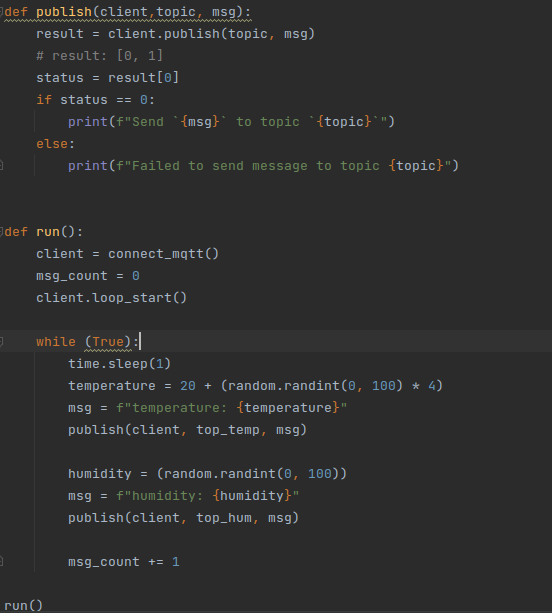 def publish(client,topic, msg):
    result = client.publish(topic, msg)
    # result: [0, 1]
    status = result[0]
    if status == 0:
        print(f"Send `{msg}` to topic `{topic}`")
    else:
        print(f"Failed to send message to topic {topic}")
def run():
    client = connect_mqtt()
    msg_count = 0
    client.loop_start()
    while (True):
        time.sleep(1)
        temperature = 20 + (random.randint(0, 100) * 4)
        msg = f"temperature: {temperature}"
        publish(client, top_temp, msg)
        humidity = (random.randint(0, 100))
        msg = f"humidity: {humidity}"
        publish(client, top_hum, msg)
        msg_count += 1
run()